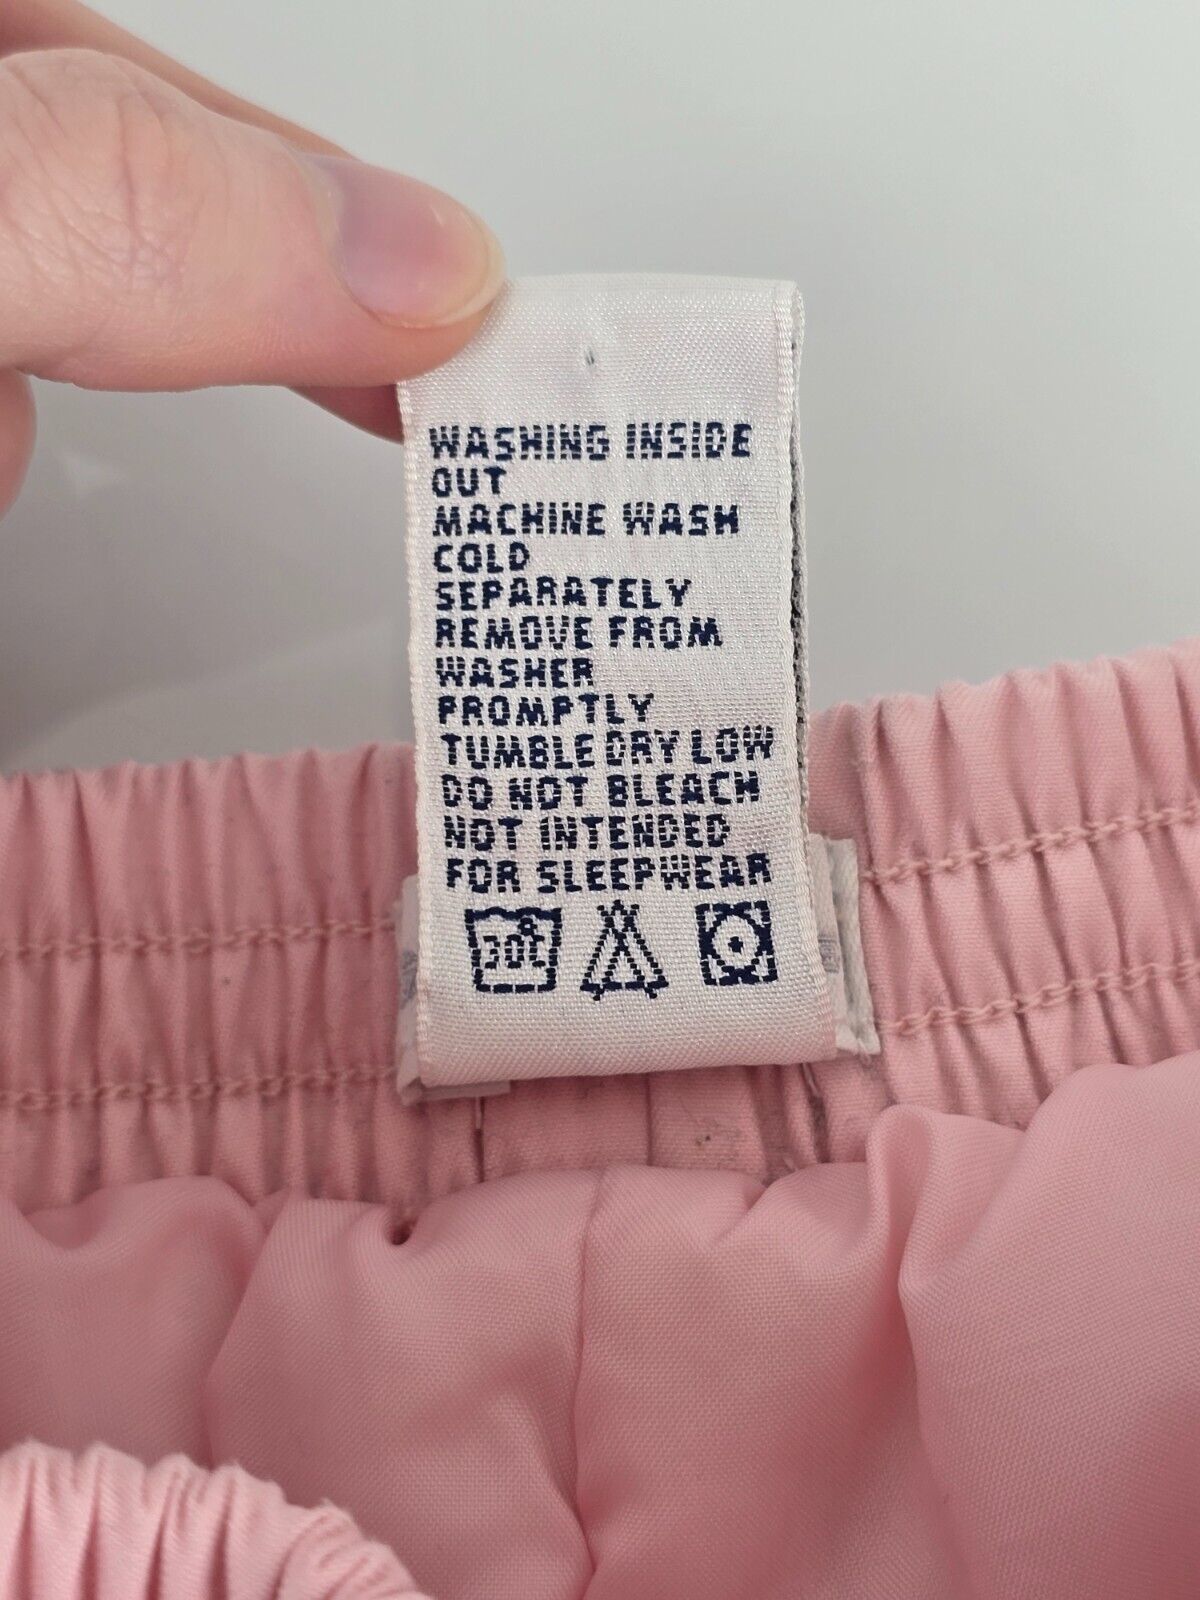 WASHING INSIDE
OUT
MACHINE WASH
COLD
SEPARATELY
REMOVE FROM
WASHER
PROMPTLY
TUMBLE DRY LOW
DO NOT BLEACH
NOT INTENDED
FOR SLEEPWEAR
30°C